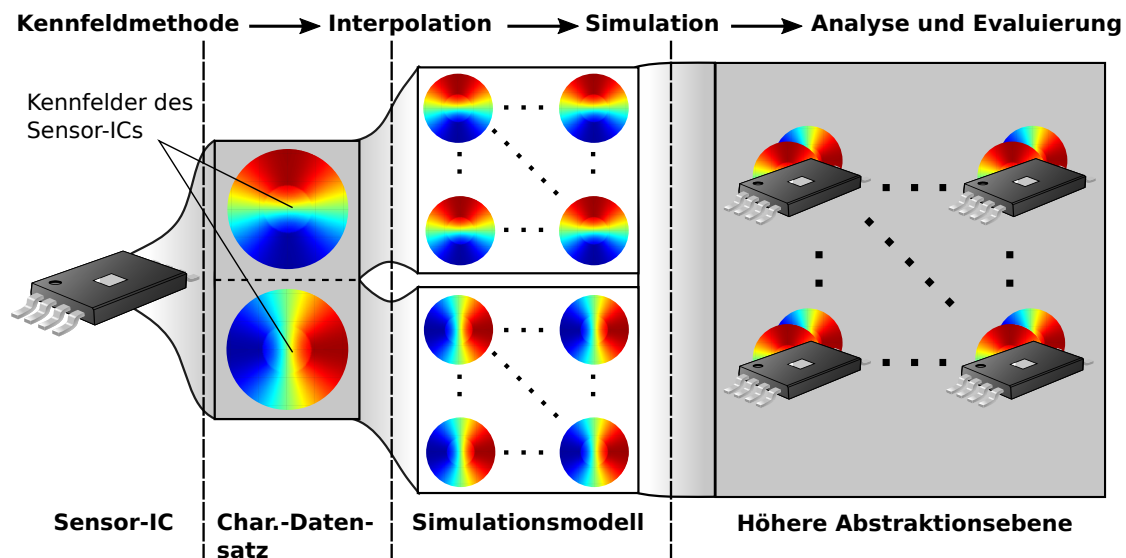 Kennfeldmethode Interpolation Simulation Analyse und Evaluierung
Kennfelder des
Sensor-ICs
Sensor-IC
Char.-Daten-
satz
Simulationsmodell
Höhere Abstraktionsebene